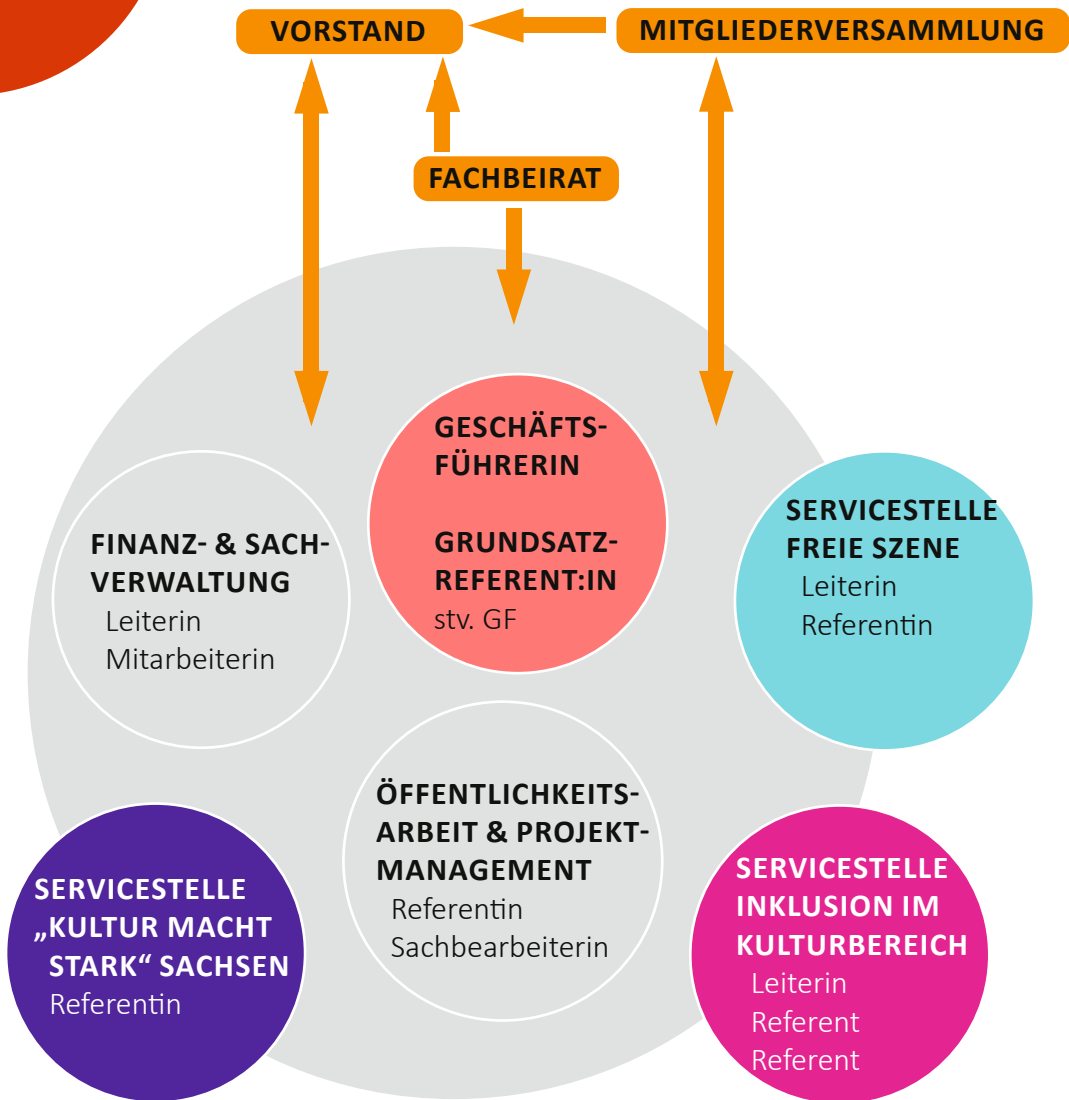 VORSTAND
MITGLIEDERVERSAMMLUNG
FACHBEIRAT
GESCHÄFTS-
FÜHRERIN
GRUNDSATZ-
REFERENT:IN
stv. GF
FINANZ- & SACH-
VERWALTUNG
Leiterin
Mitarbeiterin
SERVICESTELLE
FREIE SZENE
Leiterin
Referentin
ÖFFENTLICHKEITS-
ARBEIT & PROJEKT-
MANAGEMENT
Referentin
Sachbearbeiterin
SERVICESTELLE
„KULTUR MACHT
STARK“ SACHSEN
Referentin
SERVICESTELLE
INKLUSION IM
KULTURBEREICH
Leiterin
Referent
Referent